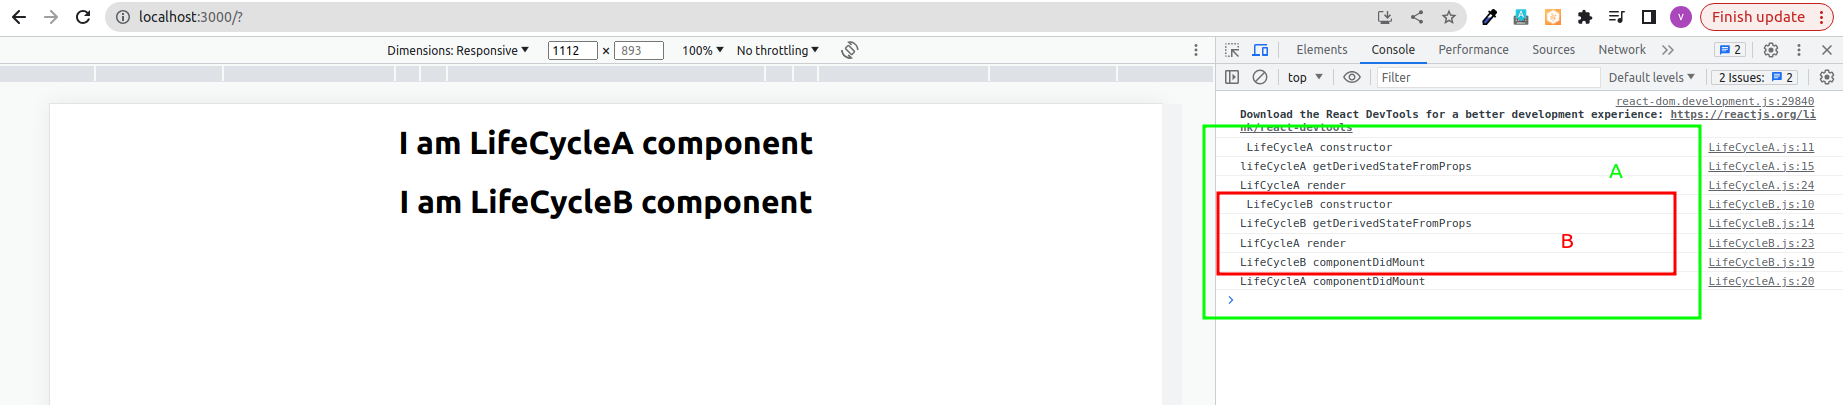 localhost:3000/?
V
Finish update
Dimensions: Responsive 1112 × 893 100% No throttling
Elements Console Performance Sources Network 2
top Filter Default levels 2 Issues: 2
react-dom.development.js:29840
Download the React DevTools for a better development experience: https://reactjs.org/li
nk/react-devtools
LifeCycleA constructor LifeCycleA.js:11
lifeCycleA getDerivedStateFromProps LifeCycleA.js:15
LifCycleA render LifeCycleA.js:24
LifeCycleB constructor LifeCycleB.js:10
LifeCycleB getDerivedStateFromProps LifeCycleB.js:14
LifCycleA render LifeCycleB.js:23
LifeCycleB componentDidMount LifeCycleB.js:19
LifeCycleA componentDidMount LifeCycleA.js:20
A
B
I am LifeCycleA component
I am LifeCycleB component